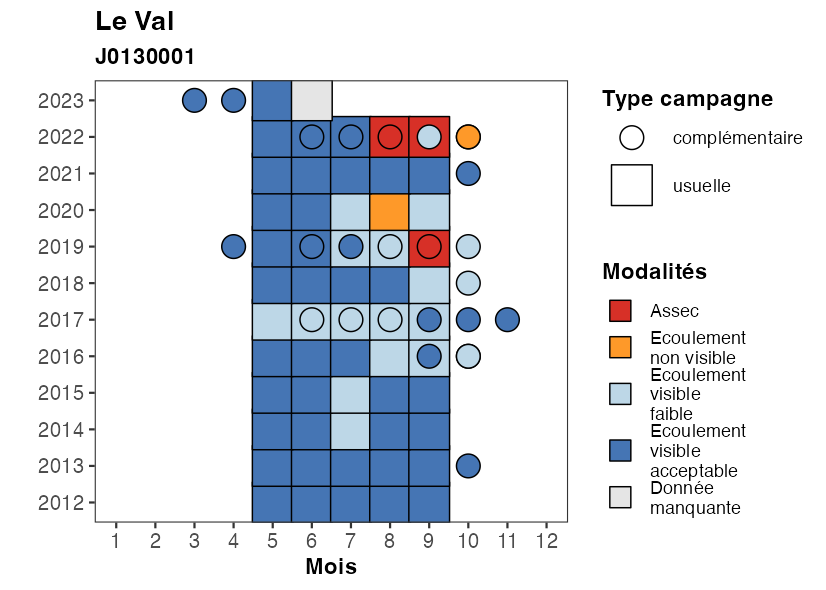 Le Val
J0130001
2023
2022
2021
2020
2019
2018
2017
2016
2015
2014
2013
2012
1 2 3 4 5 6 7 8 9 10 11 12
Mois
Type campagne
complémentaire
usuelle
Modalités
Assec
Ecoulement
non visible
Ecoulement
visible
faible
Ecoulement
visible
acceptable
Donnée
manquante